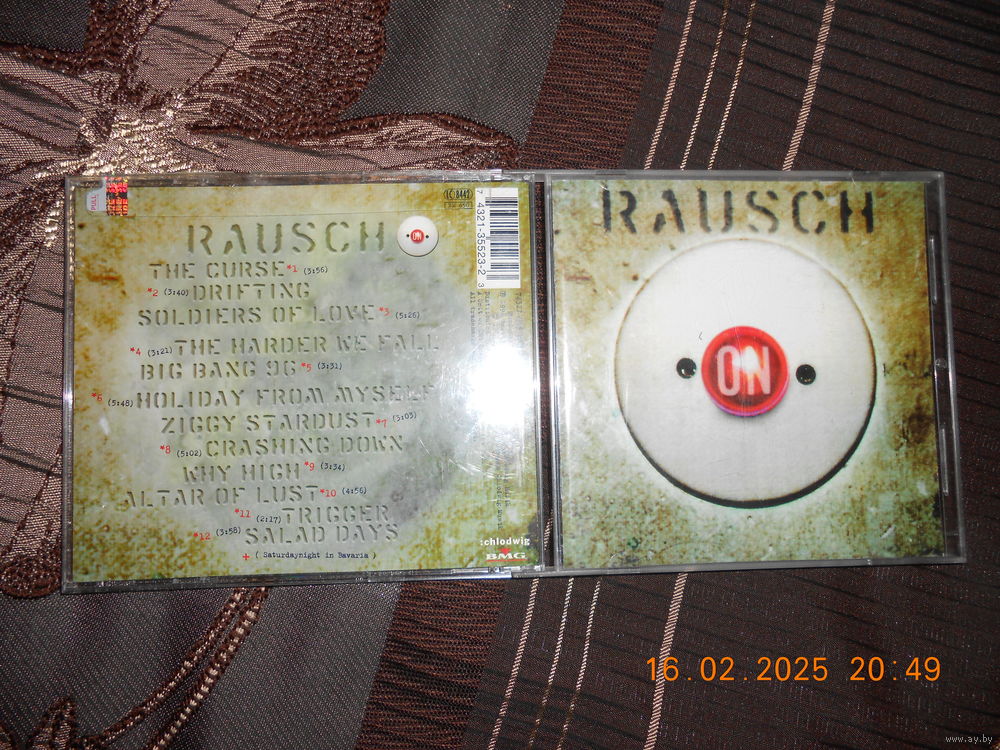 PULL
LC 8442
RAUSCH ON
THE CURSE *1 (3:56)
*2 (3:40) DRIFTING
SOLDIERS OF LOVE *3 (5:26)
*4 (3:21) THE HARDER WE FALL
BIG BANG 96 *5 (3:31)
*6 (5:48) HOLIDAY FROM MYSELF
ZIGGY STARDUST *7 (3:03)
*8 (5:02) CRASHING DOWN
WHY HIGH *9 (3:34)
ALTAR OF LUST *10 (4:56)
*11 (2:17) TRIGGER
*12 (3:58) SALAD DAYS
+ ( Saturdaynight in Bavaria )
7 4321-35523-2 3
:chlodwig
BMG
RAUSCH
ON
16.02.2025 20:49
www.ay.by